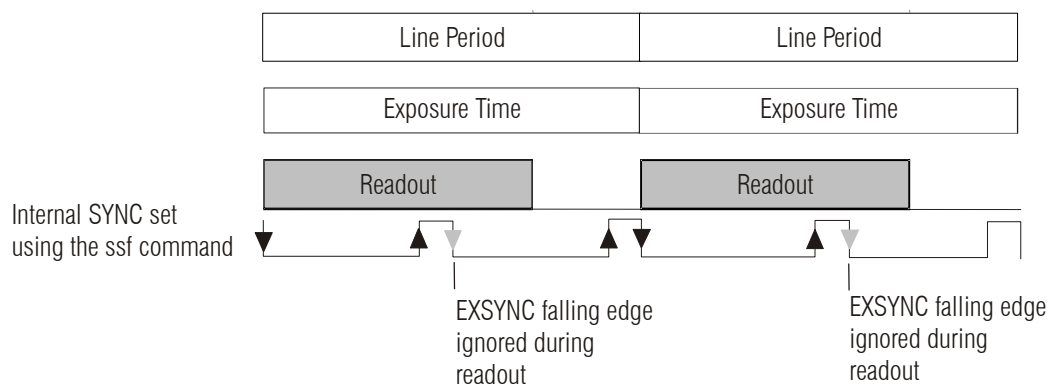 Line Period
Line Period
Exposure Time
Exposure Time
Readout
Readout
Internal SYNC set
using the ssf command
EXSYNC falling edge
ignored during
readout
EXSYNC falling edge
ignored during
readout